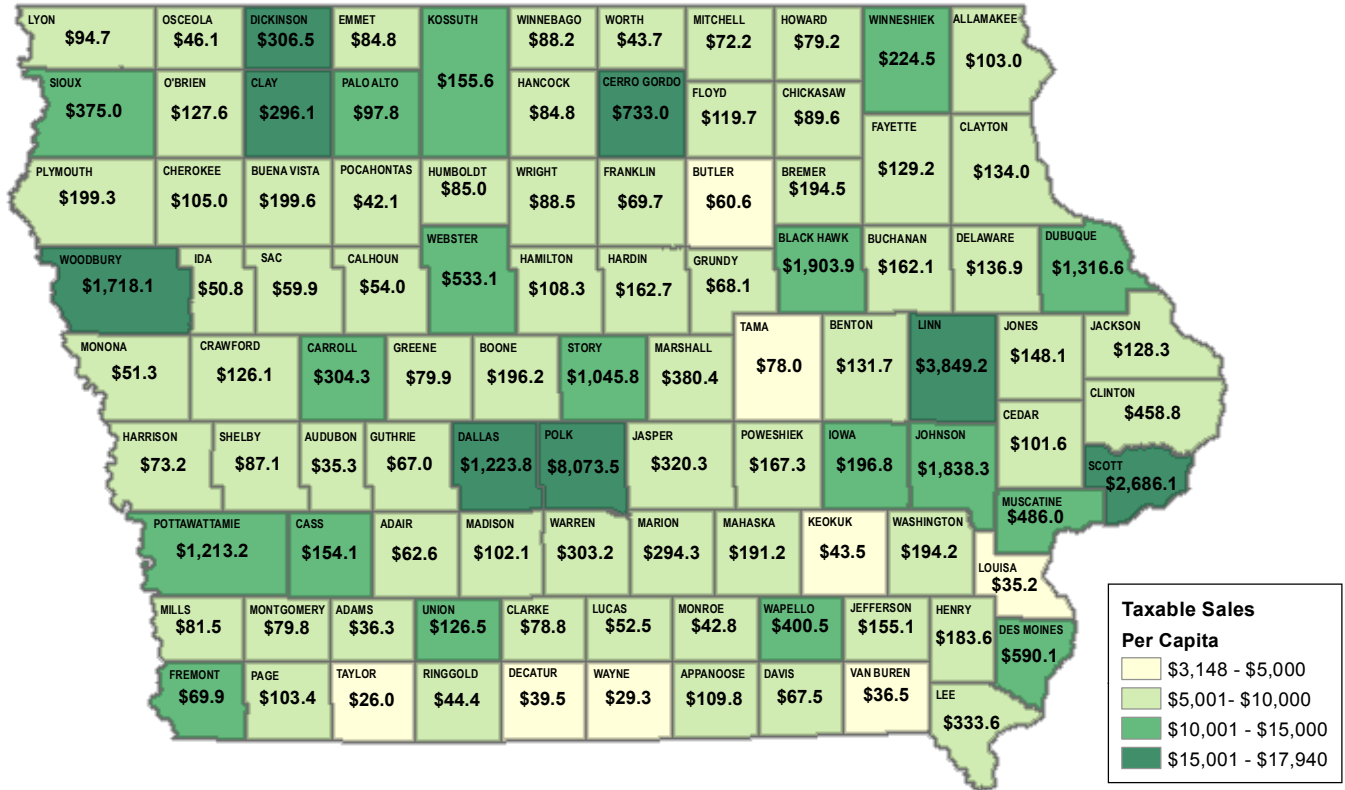 LYON
$94.7
OSCEOLA
$46.1
DICKINSON
$306.5
EMMET
$84.8
KOSSUTH
$155.6
WINNEBAGO
$88.2
WORTH
$43.7
MITCHELL
$72.2
HOWARD
$79.2
WINNESHIEK
$224.5
ALLAMAKEE
$103.0
SIOUX
$375.0
O'BRIEN
$127.6
CLAY
$296.1
PALO ALTO
$97.8
HANCOCK
$84.8
CERRO GORDO
$733.0
FLOYD
$119.7
CHICKASAW
$89.6
FAYETTE
$129.2
CLAYTON
$134.0
PLYMOUTH
$199.3
CHEROKEE
$105.0
BUENA VISTA
$199.6
POCAHONTAS
$42.1
HUMBOLDT
$85.0
WRIGHT
$88.5
FRANKLIN
$69.7
BUTLER
$60.6
BREMER
$194.5
WOODBURY
$1,718.1
IDA
$50.8
SAC
$59.9
CALHOUN
$54.0
WEBSTER
$533.1
HAMILTON
$108.3
HARDIN
$162.7
GRUNDY
$68.1
BLACK HAWK
$1,903.9
BUCHANAN
$162.1
DELAWARE
$136.9
DUBUQUE
$1,316.6
MONONA
$51.3
CRAWFORD
$126.1
CARROLL
$304.3
GREENE
$79.9
BOONE
$196.2
STORY
$1,045.8
MARSHALL
$380.4
TAMA
$78.0
BENTON
$131.7
LINN
$3,849.2
JONES
$148.1
JACKSON
$128.3
CLINTON
$458.8
CEDAR
$101.6
HARRISON
$73.2
SHELBY
$87.1
AUDUBON
$35.3
GUTHRIE
$67.0
DALLAS
$1,223.8
POLK
$8,073.5
JASPER
$320.3
POWESHIEK
$167.3
IOWA
$196.8
JOHNSON
$1,838.3
SCOTT
$2,686.1
MUSCATINE
$486.0
POTTAWATTAMIE
$1,213.2
CASS
$154.1
ADAIR
$62.6
MADISON
$102.1
WARREN
$303.2
MARION
$294.3
MAHASKA
$191.2
KEOKUK
$43.5
WASHINGTON
$194.2
LOUISA
$35.2
MILLS
$81.5
MONTGOMERY
$79.8
ADAMS
$36.3
UNION
$126.5
CLARKE
$78.8
LUCAS
$52.5
MONROE
$42.8
WAPELLO
$400.5
JEFFERSON
$155.1
HENRY
$183.6
DES MOINES
$590.1
FREMONT
$69.9
PAGE
$103.4
TAYLOR
$26.0
RINGGOLD
$44.4
DECATUR
$39.5
WAYNE
$29.3
APPANOOSE
$109.8
DAVIS
$67.5
VAN BUREN
$36.5
LEE
$333.6
Taxable Sales
Per Capita
$3,148 - $5,000
$5,001- $10,000
$10,001 - $15,000
$15,001 - $17,940